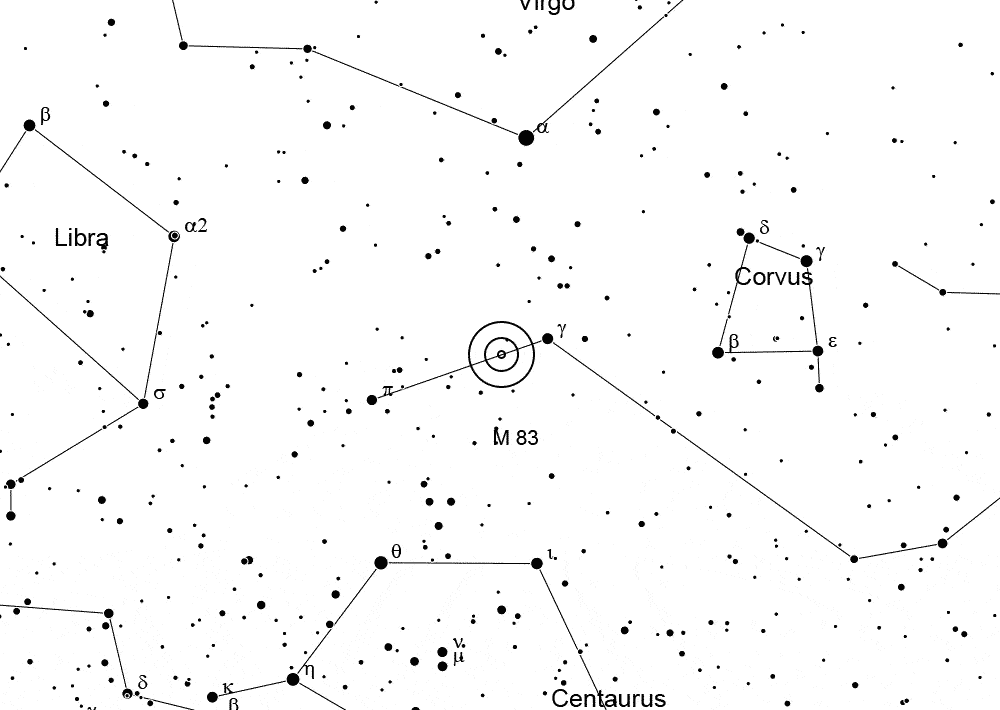 Virgo
β
α
α2
Libra
δ
γ
Corvus
γ
β
ε
π
σ
M 83
θ
ι
ν
μ
η
δ
κ
β
Centaurus